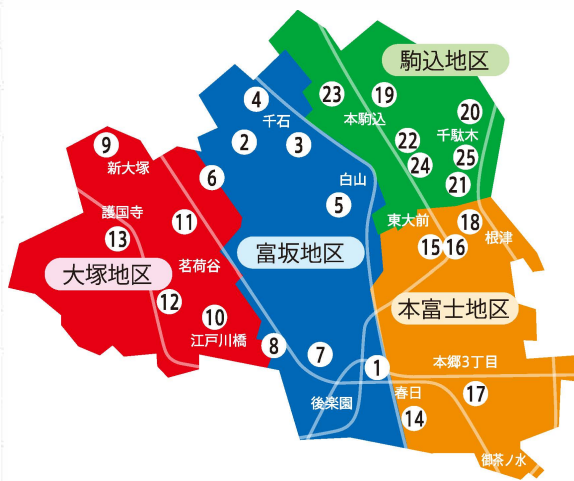 駒込地区
23
19
4
20
千石
本駒込
千駄木
9
2
3
22
25
新大塚
24
6
白山
21
護国寺
5
東大前
18
11
13
15
16
根津
富坂地区
茗荷谷
大塚地区
12
本富士地区
10
江戸川橋
8
7
本郷3丁目
1
春日
17
後楽園
14
御茶ノ水